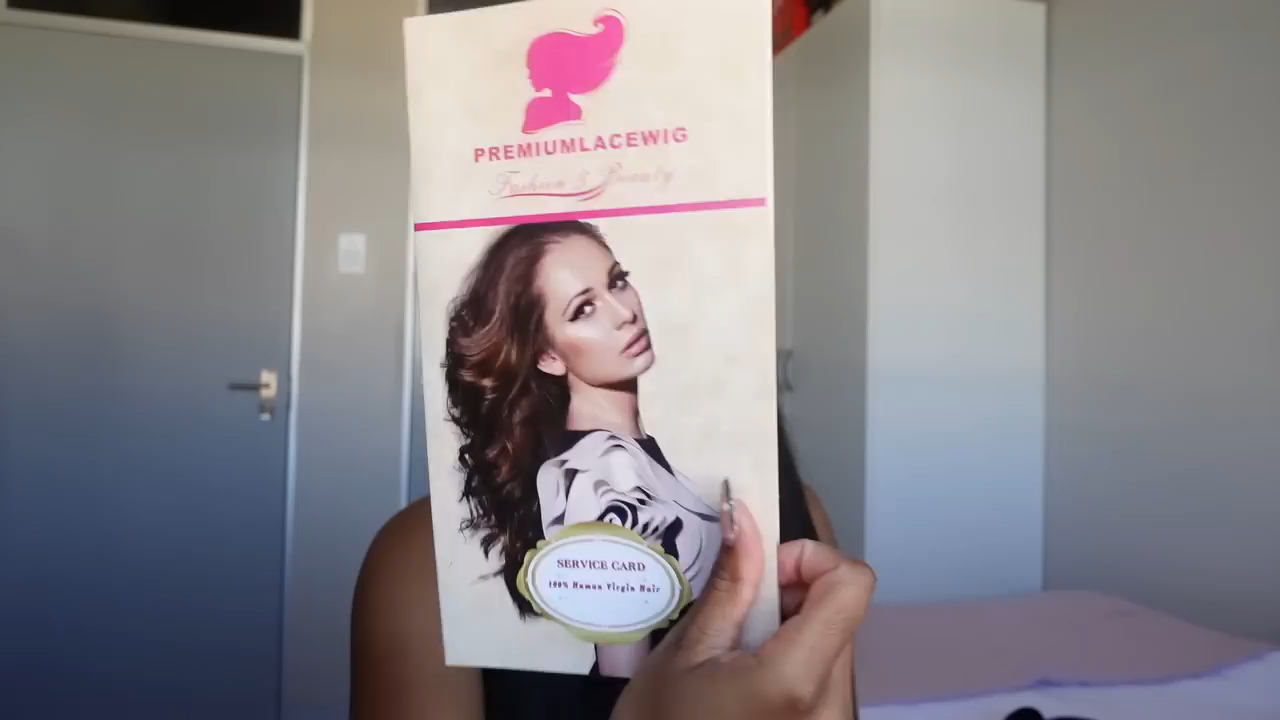 PREMIUMLACEWIG
Fashion & Beauty
SERVICE CARD
100% Human Virgin Hair